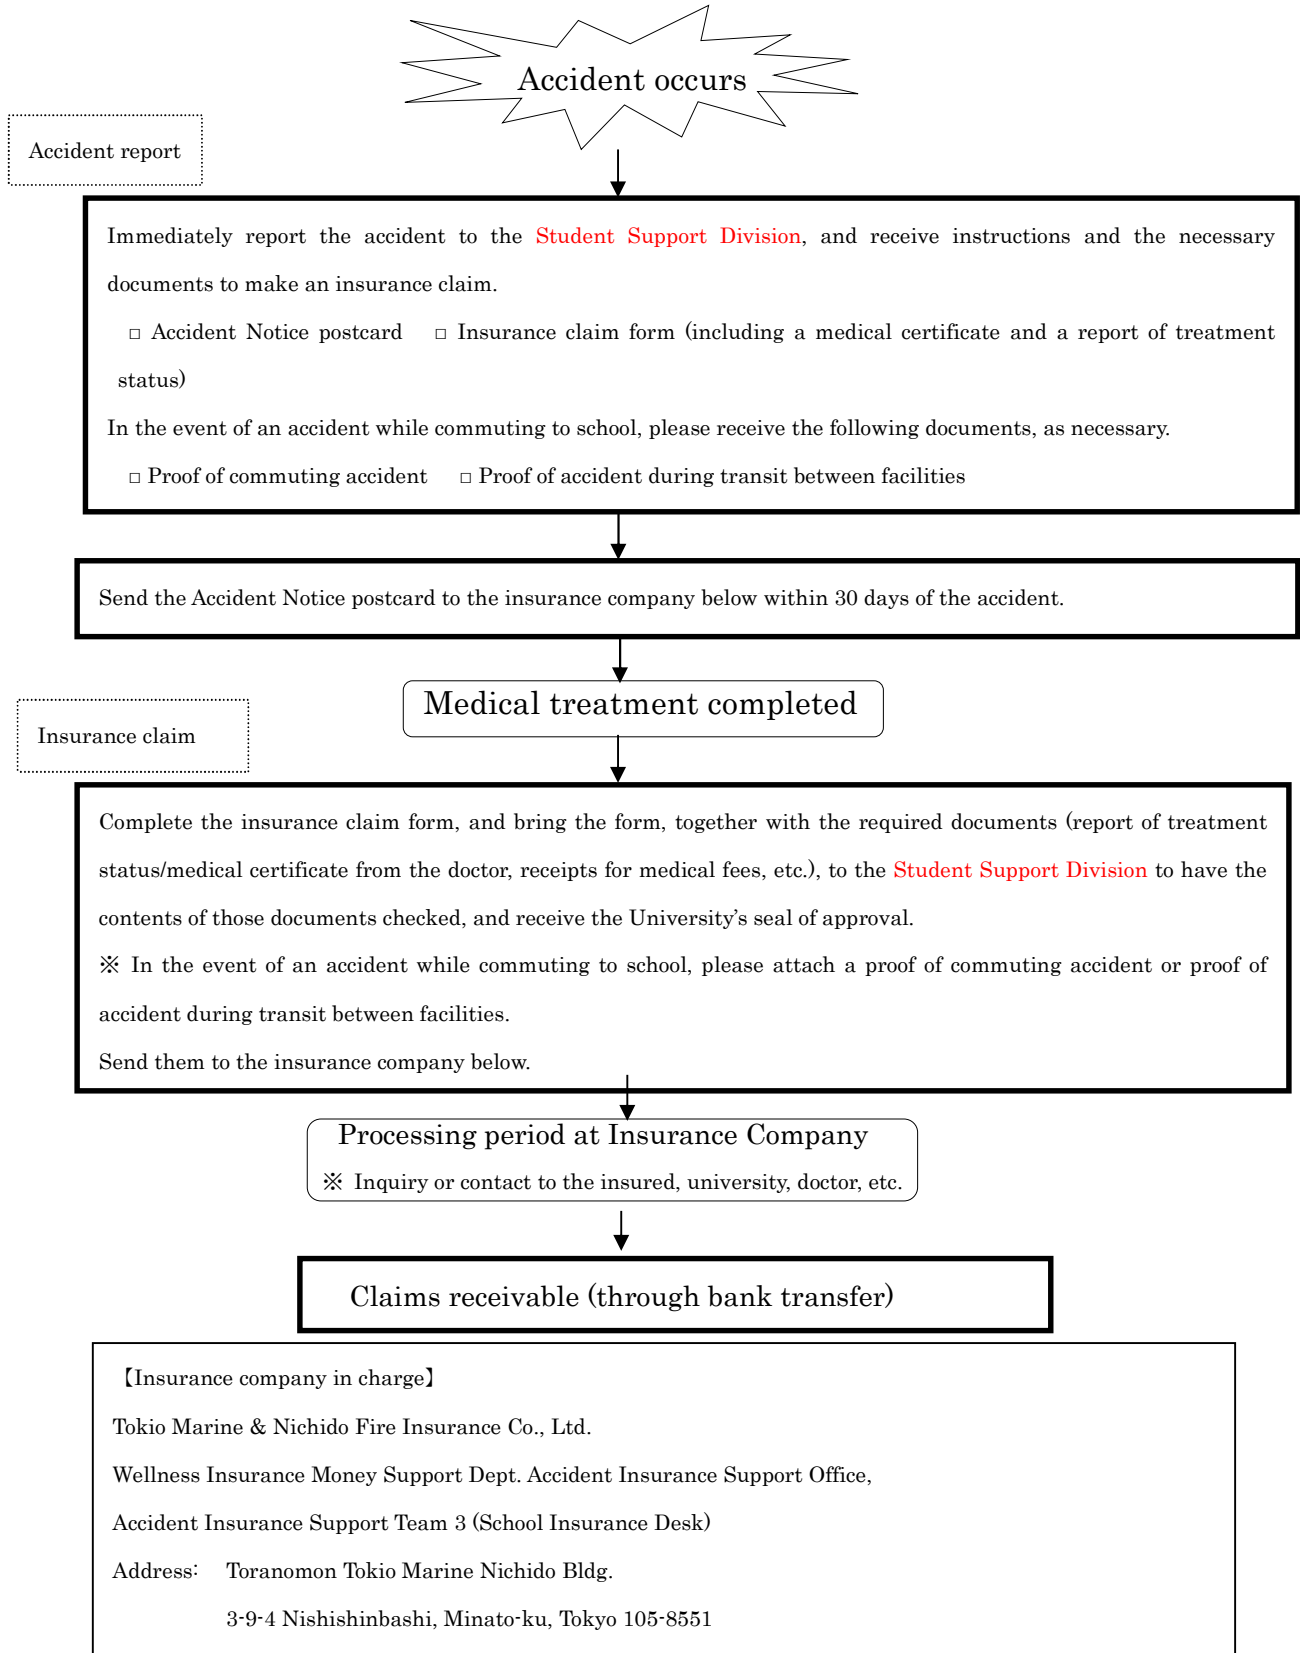 Accident occurs
Accident report
Immediately report the accident to the Student Support Division, and receive instructions and the necessary
documents to make an insurance claim.
□ Accident Notice postcard □ Insurance claim form (including a medical certificate and a report of treatment
status)
In the event of an accident while commuting to school, please receive the following documents, as necessary.
□ Proof of commuting accident □ Proof of accident during transit between facilities
Send the Accident Notice postcard to the insurance company below within 30 days of the accident.
Medical treatment completed
Insurance claim
Complete the insurance claim form, and bring the form, together with the required documents (report of treatment
status/medical certificate from the doctor, receipts for medical fees, etc.), to the Student Support Division to have the
contents of those documents checked, and receive the University's seal of approval.
※ In the event of an accident while commuting to school, please attach a proof of commuting accident or proof of
accident during transit between facilities.
Send them to the insurance company below.
Processing period at Insurance Company
※ Inquiry or contact to the insured, university, doctor, etc.
Claims receivable (through bank transfer)
【Insurance company in charge】
Tokio Marine & Nichido Fire Insurance Co., Ltd.
Wellness Insurance Money Support Dept. Accident Insurance Support Office,
Accident Insurance Support Team 3 (School Insurance Desk)
Address: Toranomon Tokio Marine Nichido Bldg.
3-9-4 Nishishinbashi, Minato-ku, Tokyo 105-8551